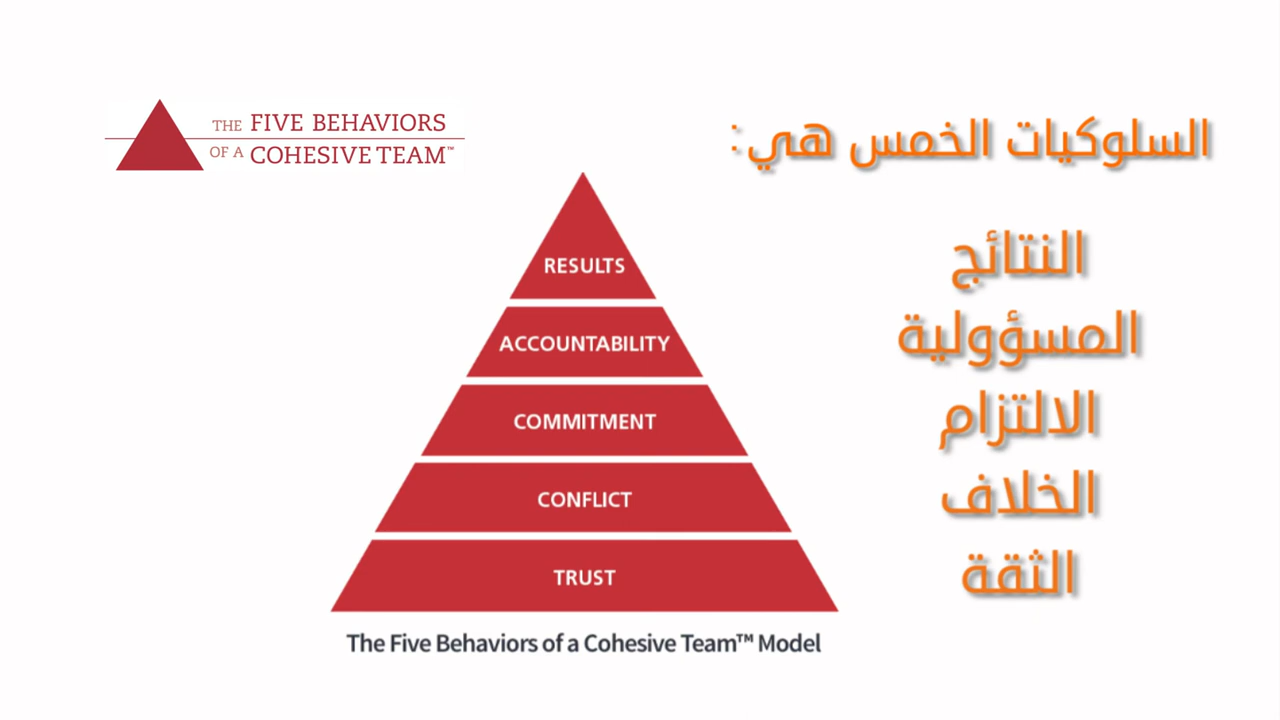 THE FIVE BEHAVIORS
OF A COHESIVE TEAM™
السلوكيات الخمس هي:
RESULTS
ACCOUNTABILITY
COMMITMENT
CONFLICT
TRUST
The Five Behaviors of a Cohesive Team™ Model
النتائج
المسؤولية
الالتزام
الخلاف
الثقة